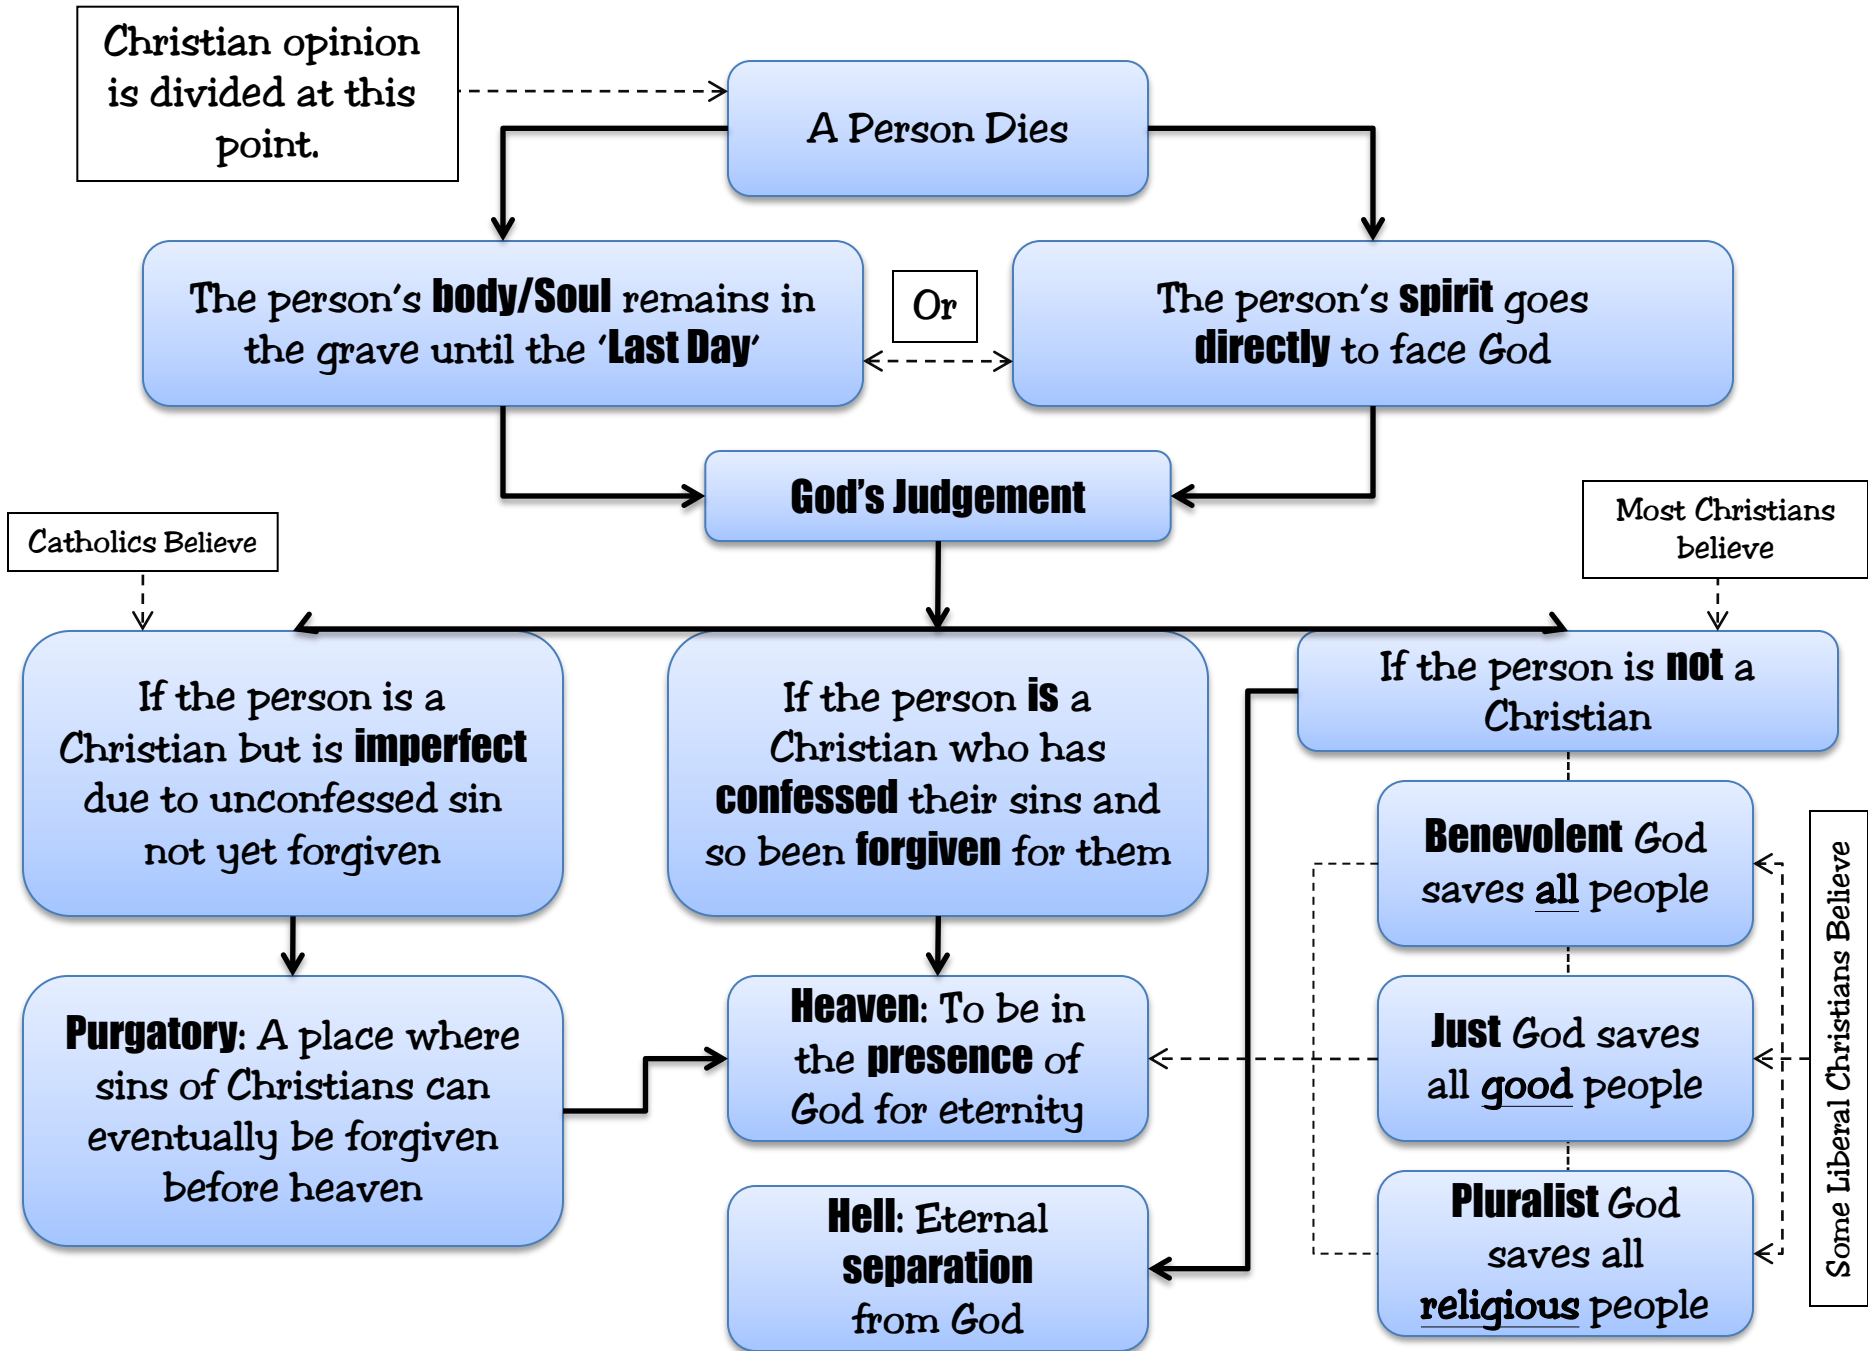 Christian opinion
is divided at this
point.
A Person Dies
The person's body/Soul remains in
the grave until the 'Last Day'
Or
The person's spirit goes
directly to face God
God's Judgement
Catholics Believe
Most Christians
believe
If the person is a
Christian but is imperfect
due to unconfessed sin
not yet forgiven
If the person is a
Christian who has
confessed their sins and
so been forgiven for them
If the person is not a
Christian
Benevolent God
saves all people
Purgatory: A place where
sins of Christians can
eventually be forgiven
before heaven
Heaven: To be in
the presence of
God for eternity
Just God saves
all good people
Hell: Eternal
separation
from God
Pluralist God
saves all
religious people
Some Liberal Christians Believe